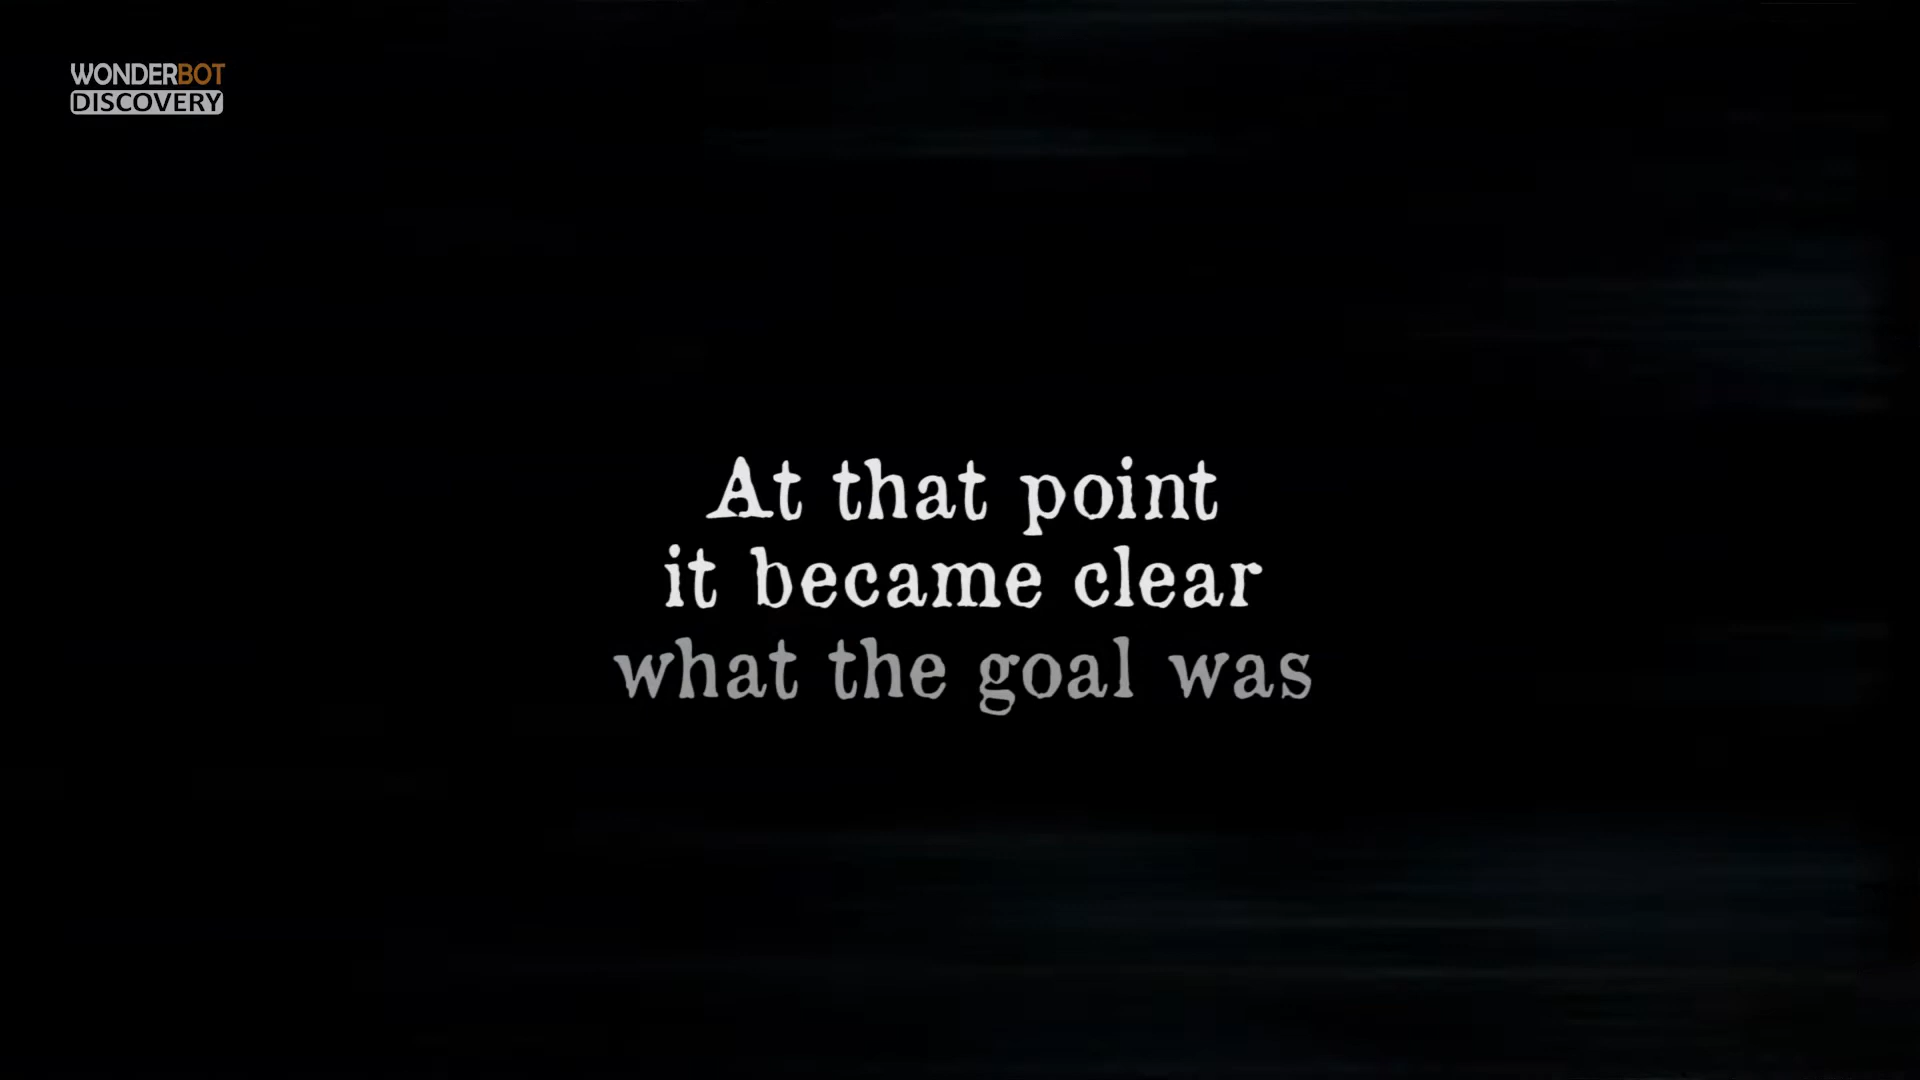 WONDERBOT
DISCOVERY
At that point
it became clear
what the goal was